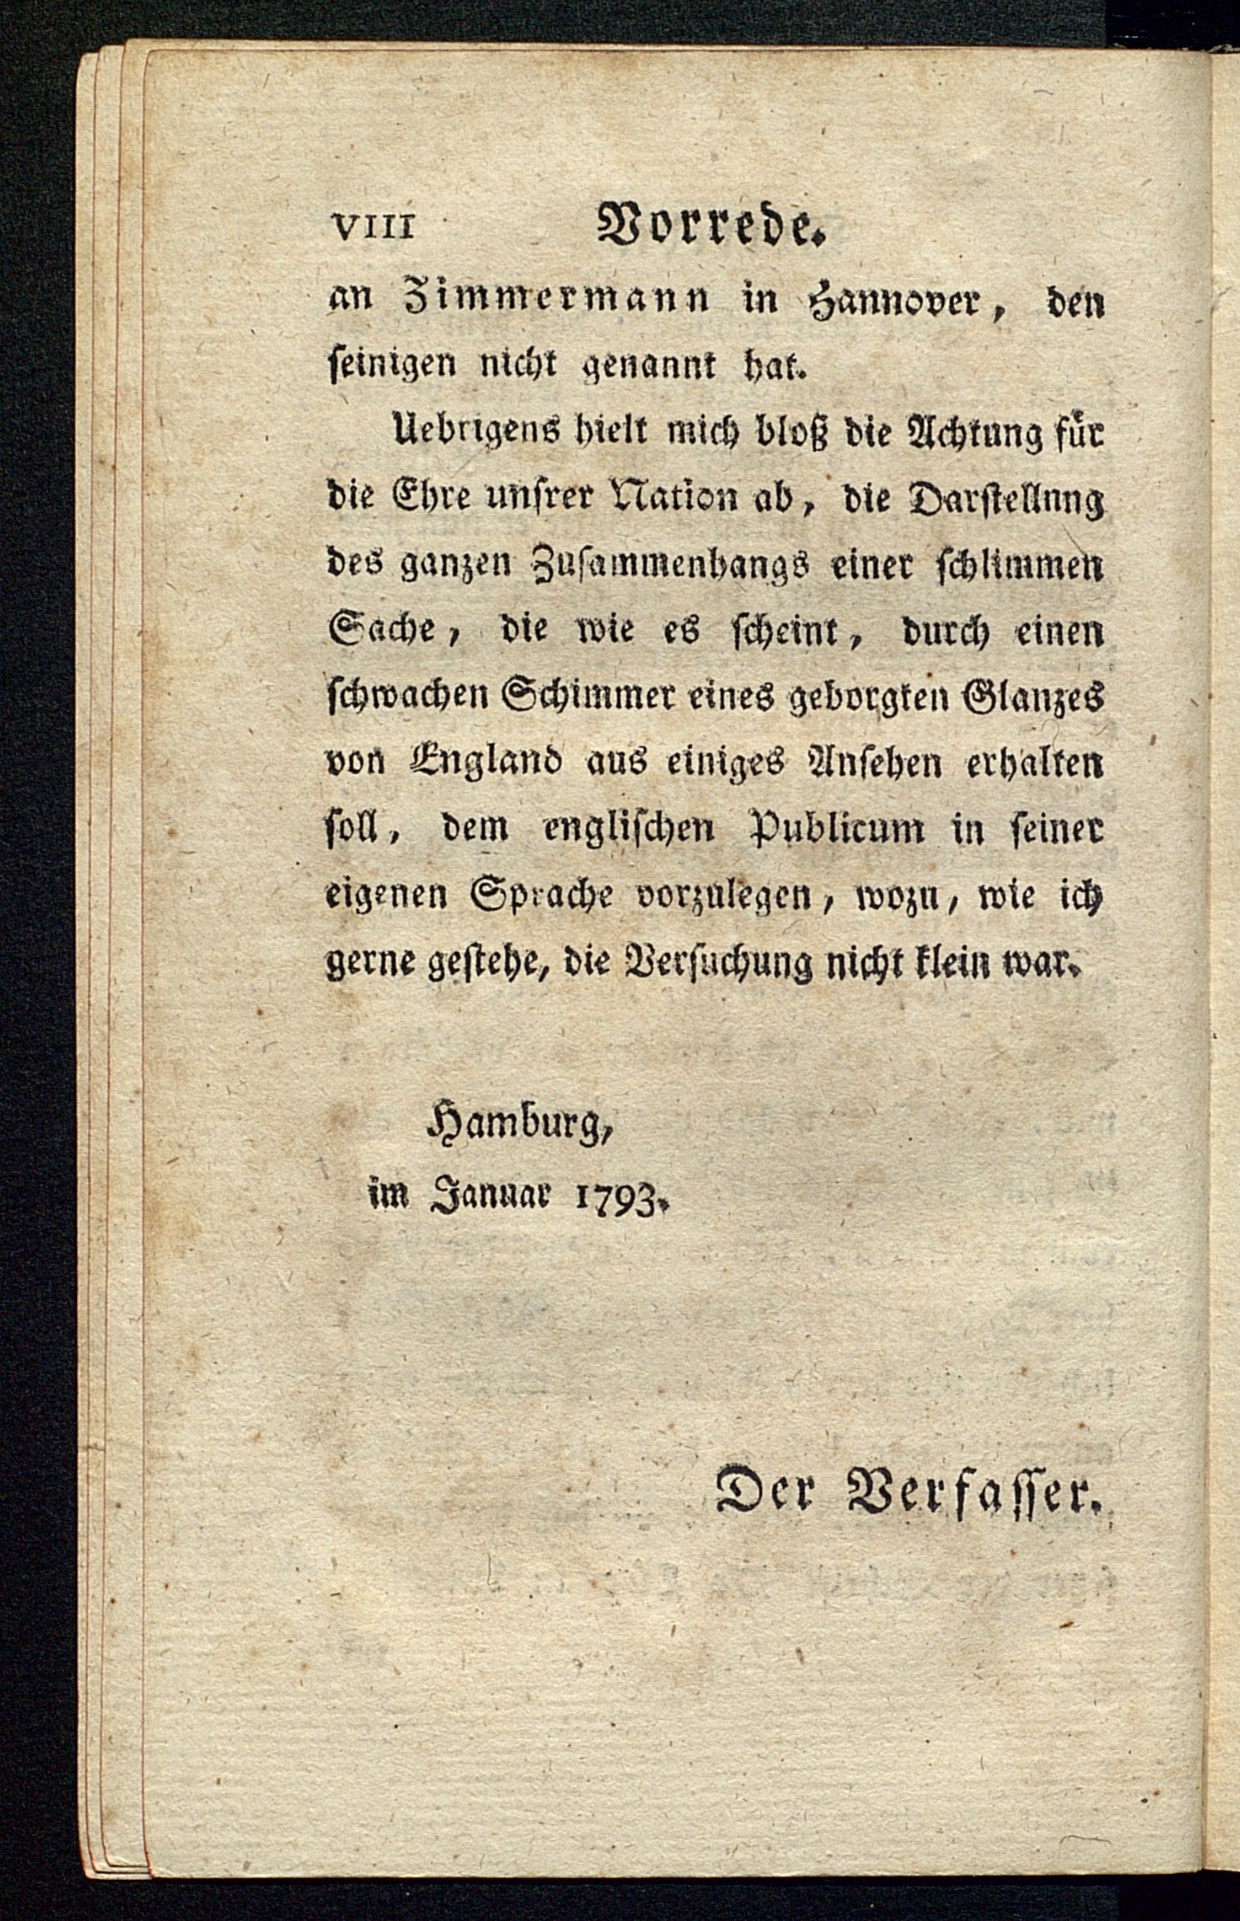 VIII Vorrede.
an Zimmermann in Hannover, den
seinigen nicht genannt hat.
Uebrigens hielt mich bloß die Achtung für
die Ehre unsrer Nation ab, die Darstellnng
des ganzen Zusammenhangs einer schlimmen
Sache, die wie es scheint, durch einen
schwachen Schimmer eines geborgten Glanzes
von England aus einiges Ansehen erhalten
soll, dem englischen Publicum in seiner
eigenen Sprache vorzulegen, wozu, wie ich
gerne gestehe, die Versuchung nicht klein war.
Hamburg,
im Januar 1793.
Der Verfasser.